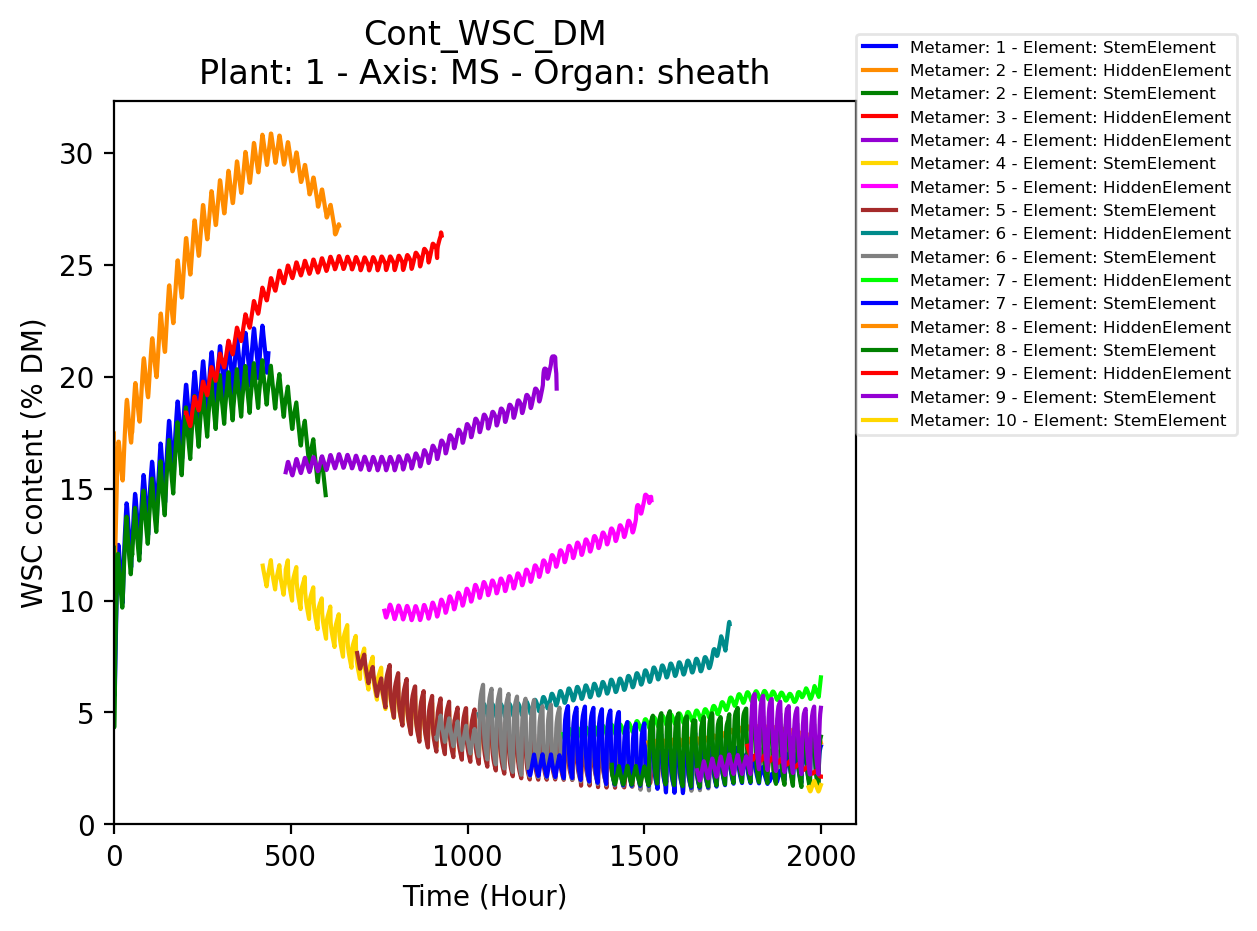 Cont_WSC_DM
Plant: 1 - Axis: MS - Organ: sheath
Metamer: 1 - Element: StemElement
Metamer: 2 - Element: HiddenElement
Metamer: 2 - Element: StemElement
Metamer: 3 - Element: HiddenElement
Metamer: 4 - Element: HiddenElement
Metamer: 4 - Element: StemElement
Metamer: 5 - Element: HiddenElement
Metamer: 5 - Element: StemElement
Metamer: 6 - Element: HiddenElement
Metamer: 6 - Element: StemElement
Metamer: 7 - Element: HiddenElement
Metamer: 7 - Element: StemElement
Metamer: 8 - Element: HiddenElement
Metamer: 8 - Element: StemElement
Metamer: 9 - Element: HiddenElement
Metamer: 9 - Element: StemElement
Metamer: 10 - Element: StemElement
WSC content (% DM)
30
25
20
15
10
5
0
0 500 1000 1500 2000
Time (Hour)